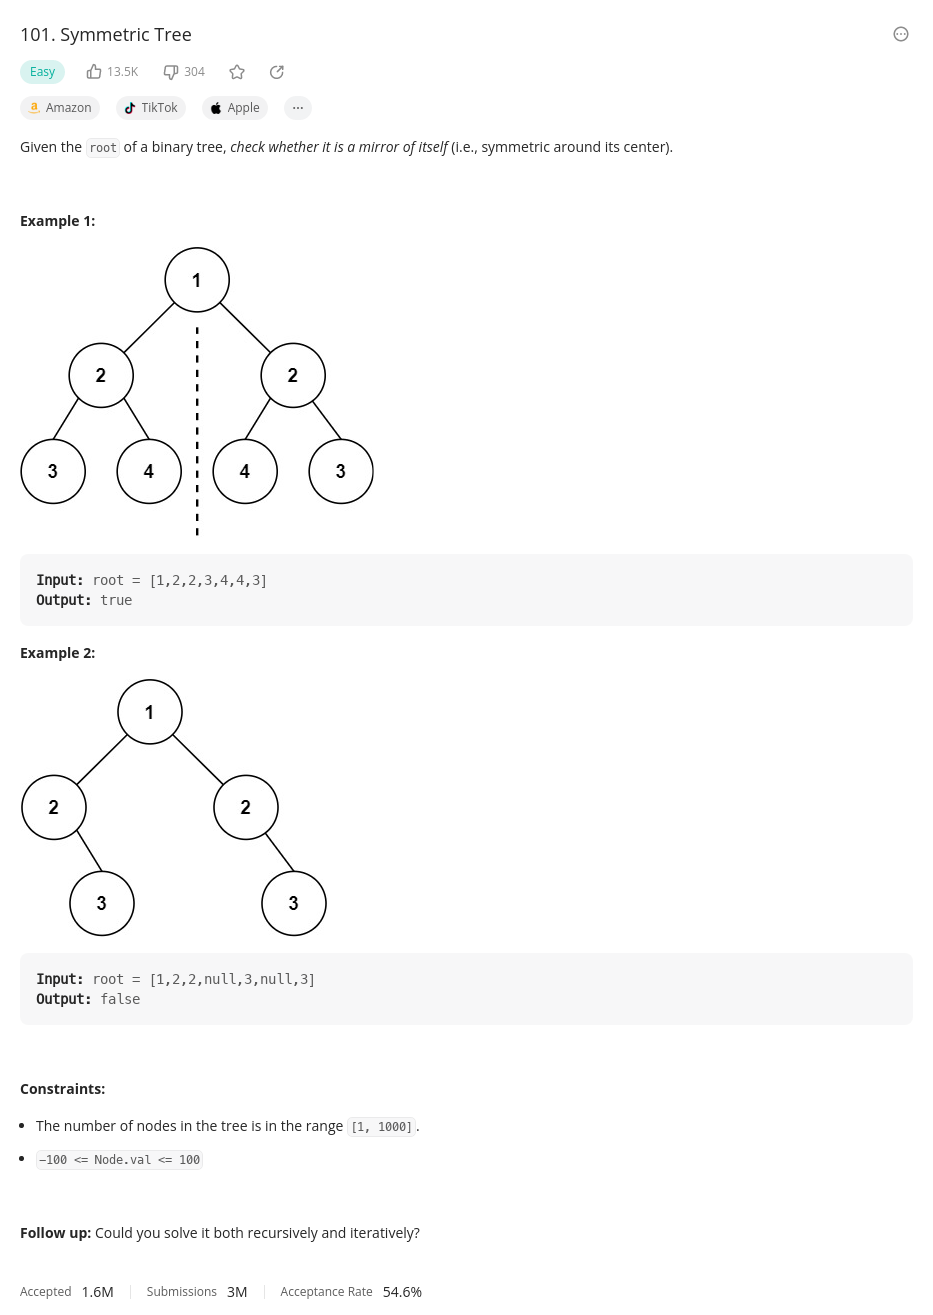 101. Symmetric Tree
Easy 13.5K 304
Amazon TikTok Apple ...
Given the root of a binary tree, check whether it is a mirror of itself (i.e., symmetric around its center).
Example 1:
1
2 2
3 4 4 3
Input: root = [1,2,2,3,4,4,3]
Output: true
Example 2:
1
2 2
3 3
Input: root = [1,2,2,null,3,null,3]
Output: false
Constraints:
• The number of nodes in the tree is in the range [1, 1000].
• -100 <= Node.val <= 100
Follow up: Could you solve it both recursively and iteratively?
Accepted 1.6M Submissions 3M Acceptance Rate 54.6%